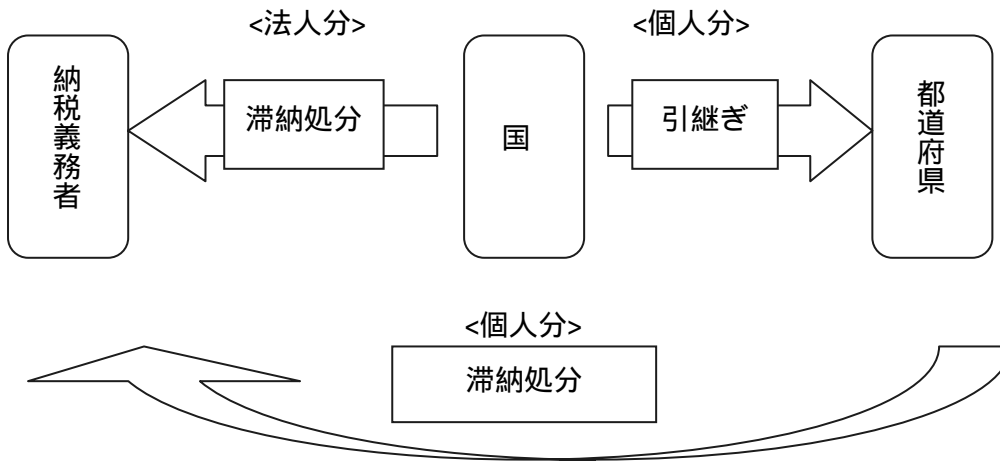 <法人分>
<個人分>
納税義務者
滞納処分
国
引継ぎ
都道府県
<個人分>
滞納処分